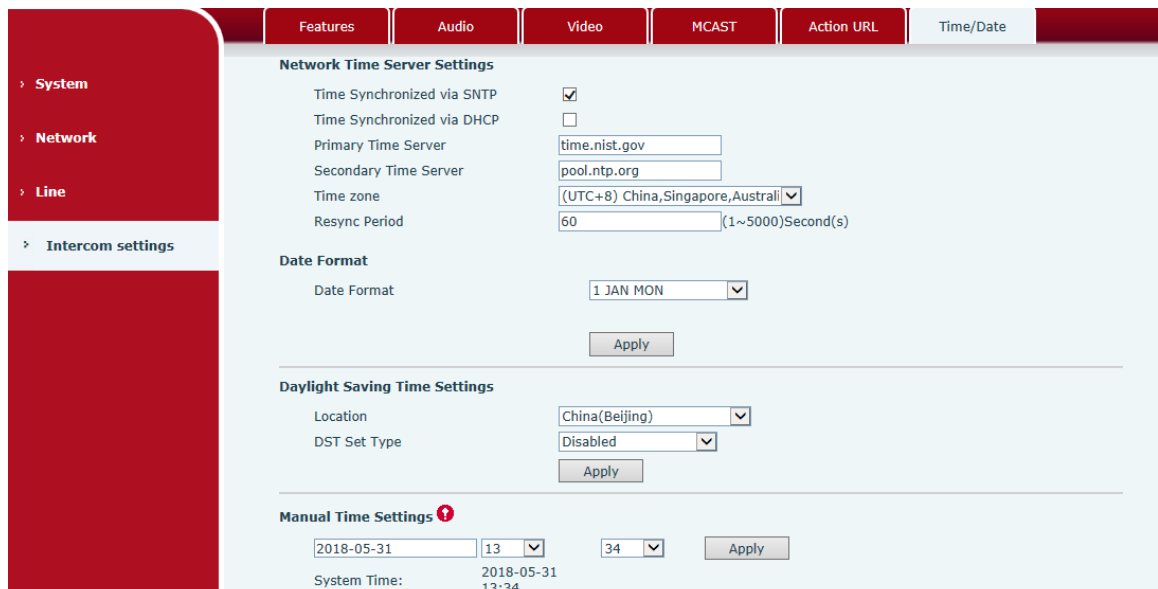 Features Audio Video MCAST Action URL Time/Date
› System
› Network
› Line
› Intercom settings
Network Time Server Settings
Time Synchronized via SNTP
Time Synchronized via DHCP
Primary Time Server time.nist.gov
Secondary Time Server pool.ntp.org
Time zone (UTC+8) China,Singapore,Australi
Resync Period 60 (1~5000)Second(s)
Date Format
Date Format 1 JAN MON
Apply
Daylight Saving Time Settings
Location China(Beijing)
DST Set Type Disabled
Apply
Manual Time Settings
2018-05-31 13 34 Apply
System Time: 2018-05-31
13:34